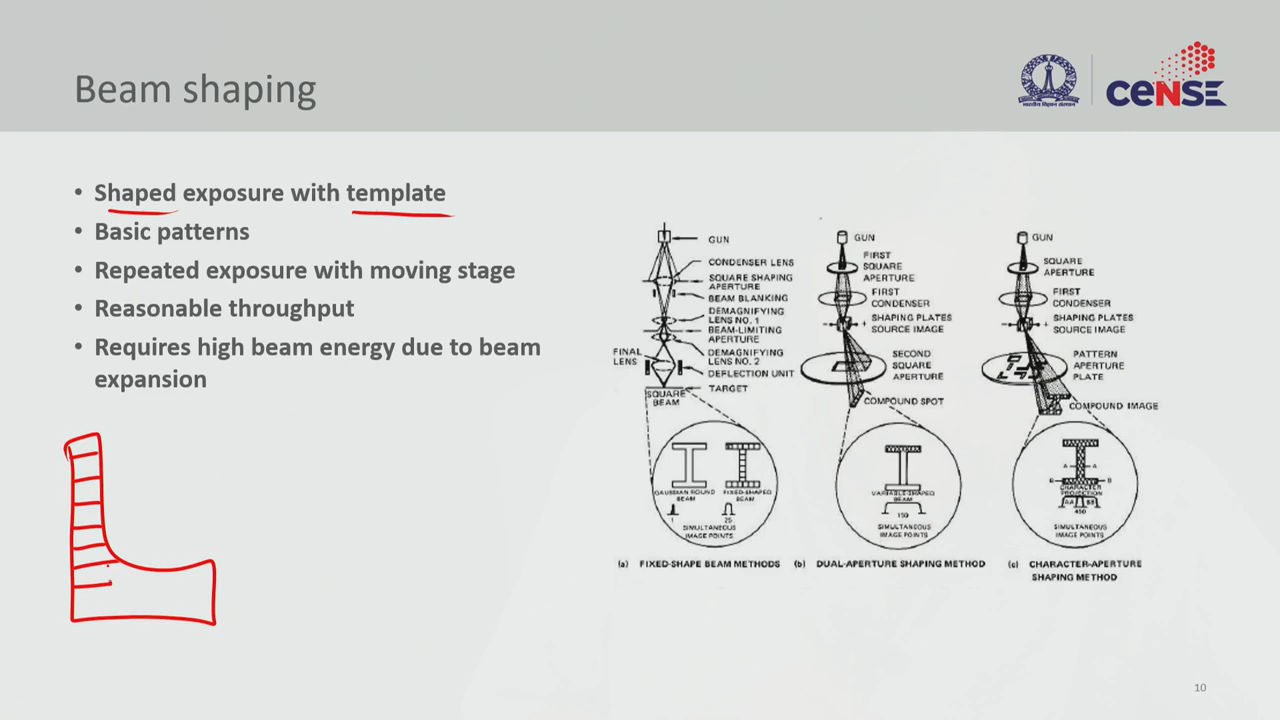 Beam shaping
भारतीय विज्ञान संस्थान
CeNSE
• Shaped exposure with template
• Basic patterns
• Repeated exposure with moving stage
• Reasonable throughput
• Requires high beam energy due to beam
expansion
GUN
CONDENSER LENS
SQUARE SHAPING
APERTURE
BEAM BLANKING
DEMAGNIFYING
LENS NO. 1
BEAM-LIMITING
APERTURE
FINAL
LENS
DEMAGNIFYING
LENS NO. 2
DEFLECTION UNIT
TARGET
SQUARE
BEAM
GAUSSIAN ROUND
BEAM
FIXED-SHAPED
BEAM
1
25
SIMULTANEOUS
IMAGE POINTS
(a) FIXED-SHAPE BEAM METHODS
GUN
FIRST
SQUARE
APERTURE
FIRST
CONDENSER
SHAPING PLATES
SOURCE IMAGE
SECOND
SQUARE
APERTURE
COMPOUND SPOT
VARIABLE-SHAPED
BEAM
100
SIMULTANEOUS
IMAGE POINTS
(b) DUAL-APERTURE SHAPING METHOD
GUN
SQUARE
APERTURE
FIRST
CONDENSER
SHAPING PLATES
SOURCE IMAGE
PATTERN
APERTURE
PLATE
COMPOUND IMAGE
A A
B B
CHARACTER
PROJECTION
AA BB
450
SIMULTANEOUS
IMAGE POINTS
(c) CHARACTER-APERTURE
SHAPING METHOD
10